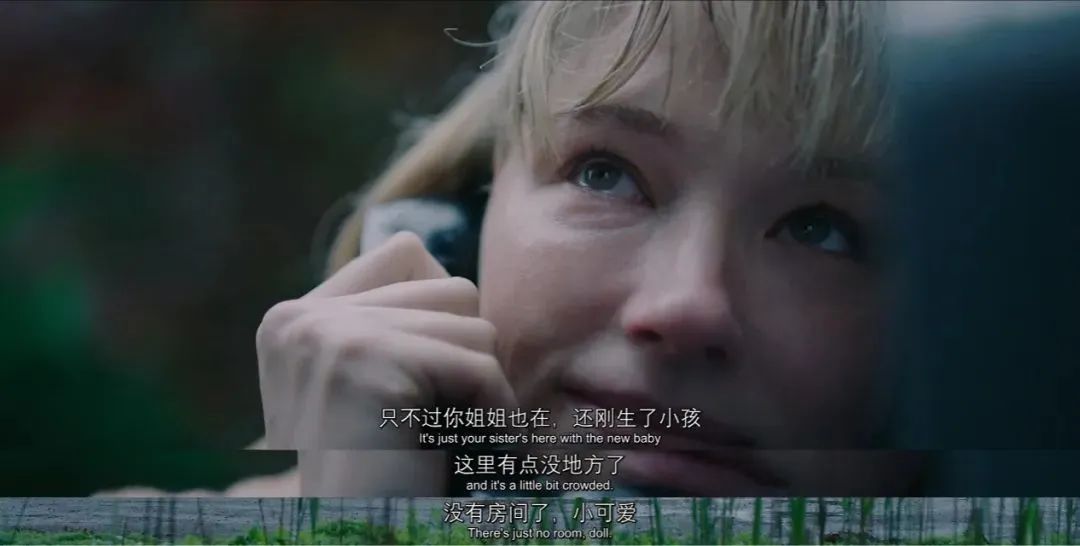 只不过你姐姐也在，还刚生了小孩
It's just your sister's here with the new baby
这里有点没地方了
and it's a little bit crowded.
没有房间了，小可爱
There's just no room, doll.